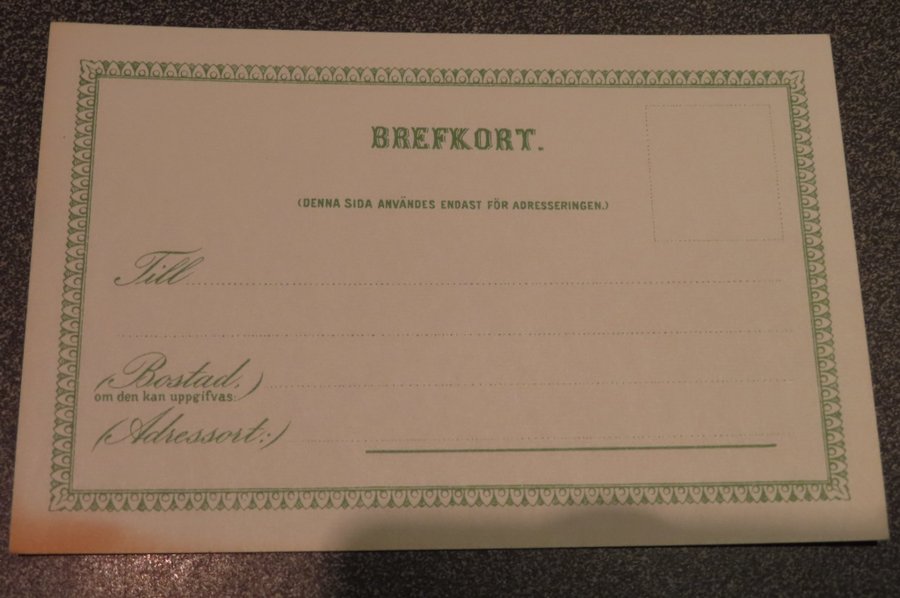 BREFKORT.
(DENNA SIDA ANVÄNDES ENDAST FÖR ADRESSERINGEN.)
Till
(Bostad,)
om den kan uppgifvas:
(Adressort:)